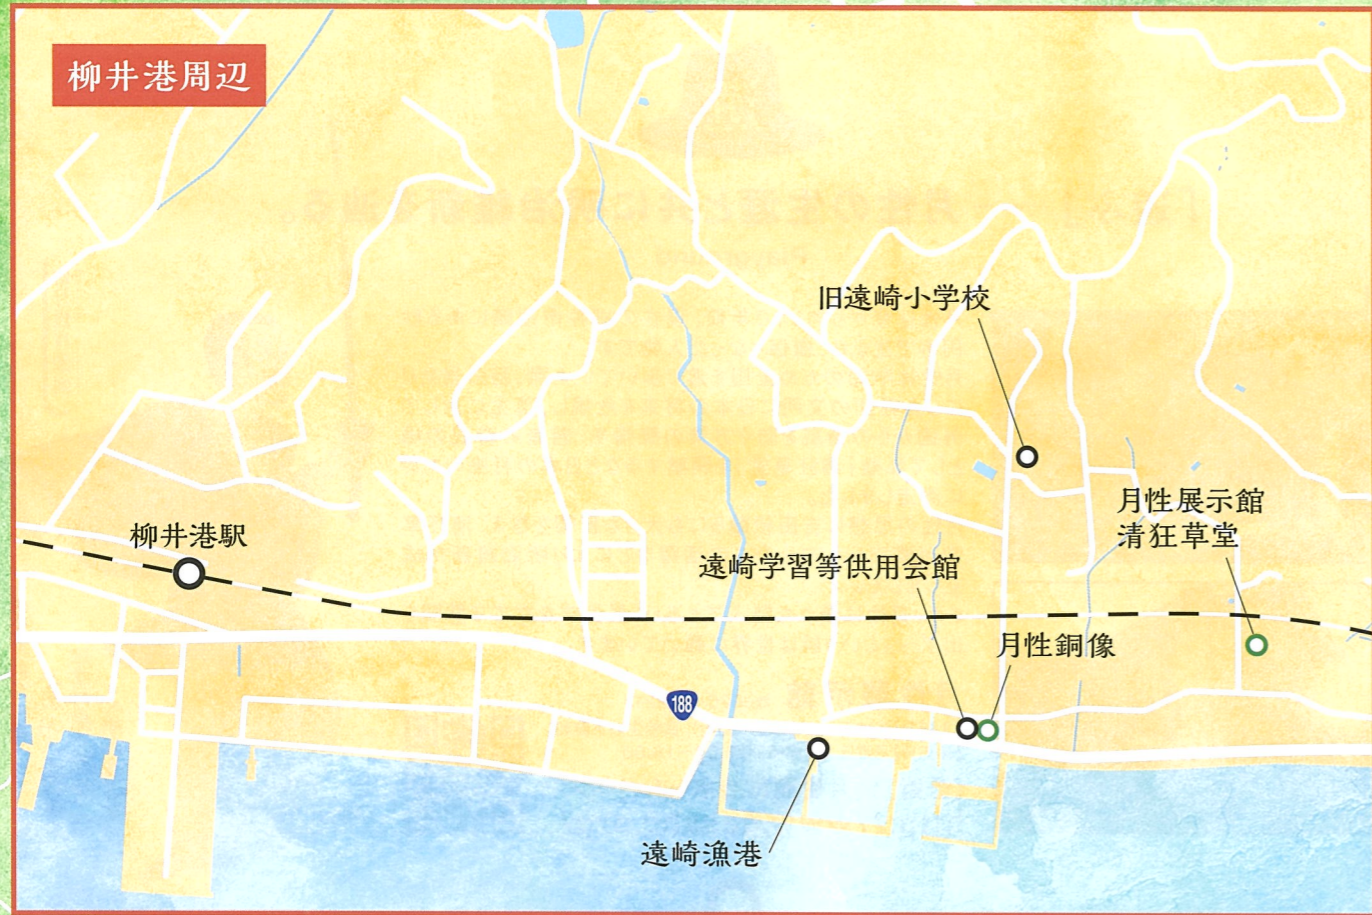 柳井港周辺
旧遠崎小学校
月性展示館
清狂草堂
柳井港駅
遠崎学習等供用会館
月性銅像
188
遠崎漁港